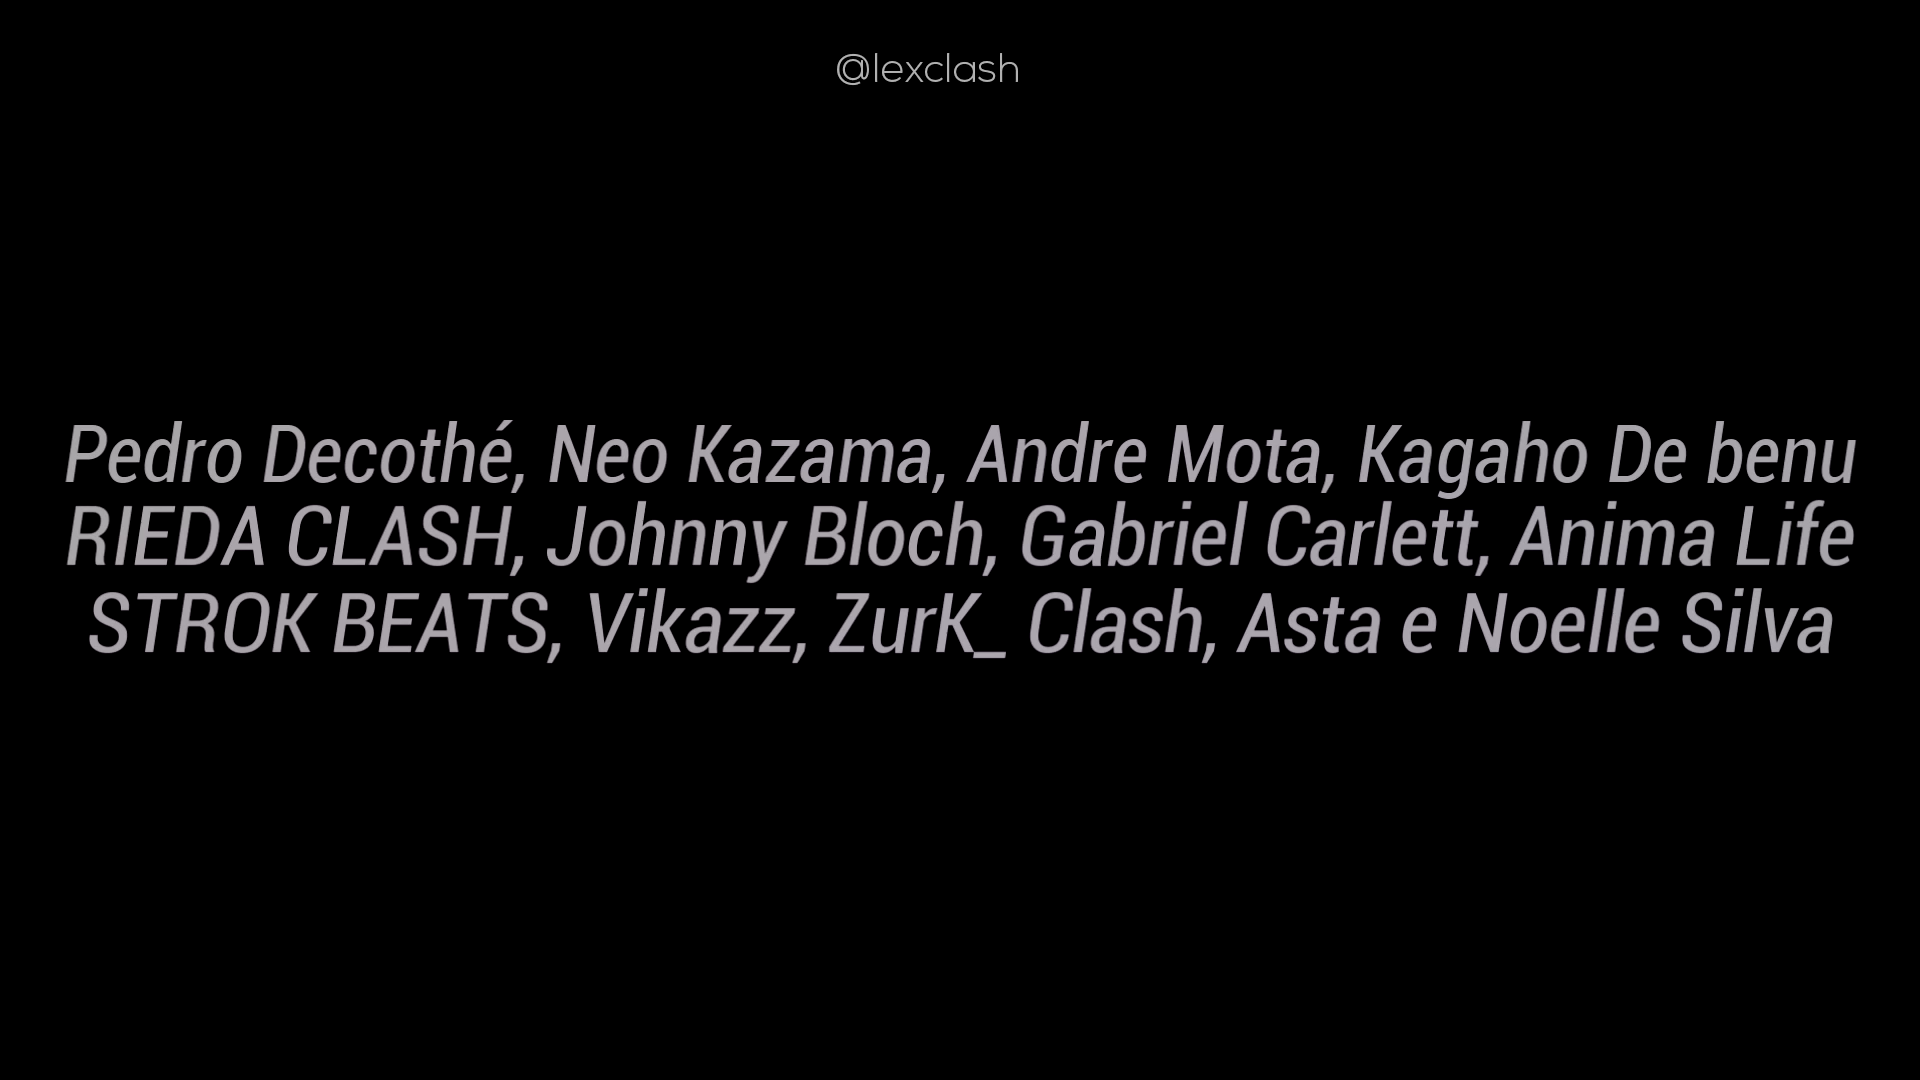 @lexclash
Pedro Decothé, Neo Kazama, Andre Mota, Kagaho De benu
RIEDA CLASH, Johnny Bloch, Gabriel Carlett, Anima Life
STROK BEATS, Vikazz, ZurK_ Clash, Asta e Noelle Silva